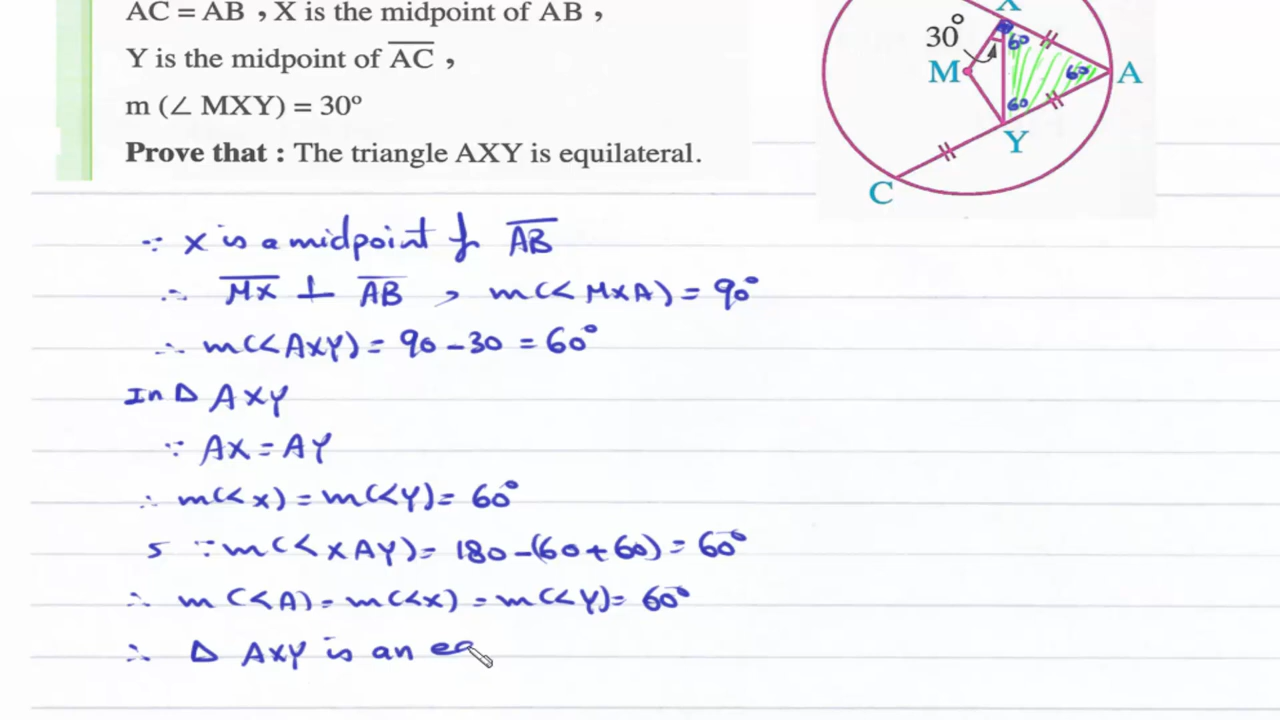 AC = AB , X is the midpoint of AB ,
Y is the midpoint of AC ,
m (∠ MXY) = 30°
Prove that : The triangle AXY is equilateral.
X
30°
60
M
60
A
60
Y
C
∵ X is a midpoint of AB
∴ MX ⊥ AB , m(<MXA) = 90°
∴ m(<AXY) = 90 - 30 = 60°
In Δ AXY
∵ AX = AY
∴ m(<X) = m(<Y) = 60°
, ∵ m(<XAY) = 180 - (60 + 60) = 60°
∴ m(<A) = m(<X) = m(<Y) = 60°
∴ Δ AXY is an eq